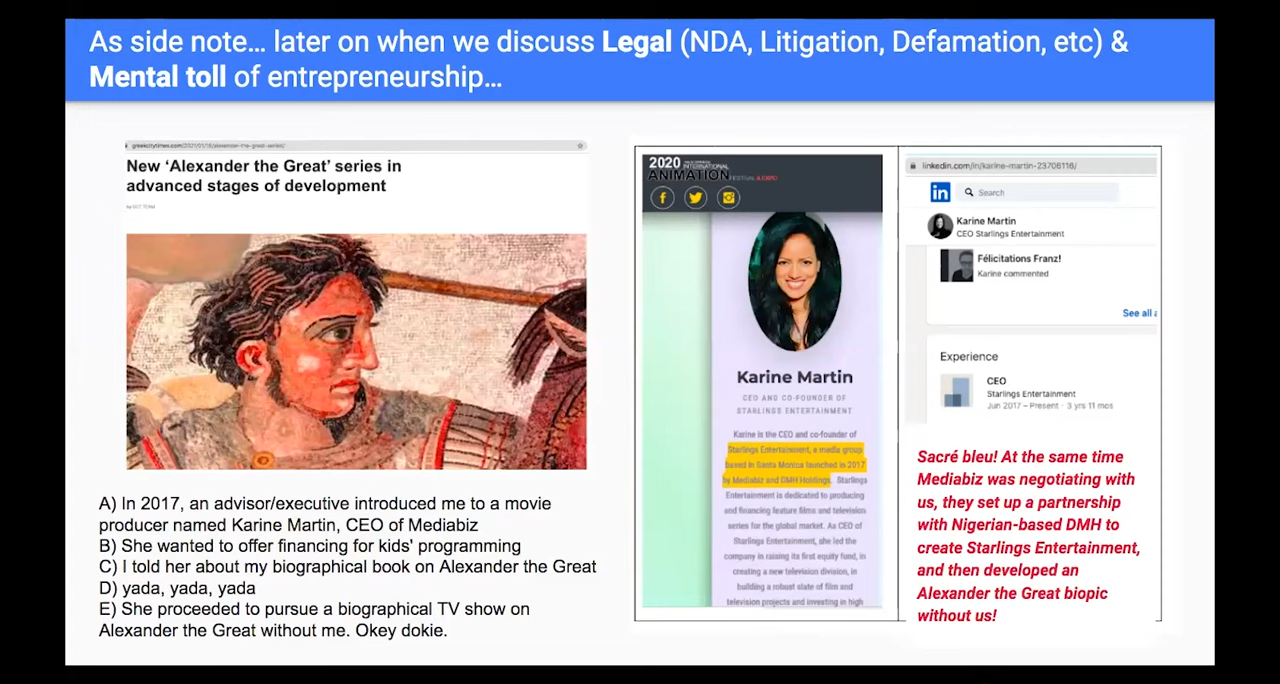 As side note… later on when we discuss Legal (NDA, Litigation, Defamation, etc) &
Mental toll of entrepreneurship…
greekcitytimes.com/2021/01/16/alexander-the-great-series/
New ‘Alexander the Great’ series in
advanced stages of development
by GCT TEAM
A) In 2017, an advisor/executive introduced me to a movie
producer named Karine Martin, CEO of Mediabiz
B) She wanted to offer financing for kids' programming
C) I told her about my biographical book on Alexander the Great
D) yada, yada, yada
E) She proceeded to pursue a biographical TV show on
Alexander the Great without me. Okey dokie.
2020
INTERNATIONAL
ANIMATION FESTIVAL & EXPO
Karine Martin
CEO AND CO-FOUNDER OF
STARLINGS ENTERTAINMENT
Karine is the CEO and co-founder of
Starlings Entertainment, a media group
based in Santa Monica launched in 2017
by Mediabiz and DMH Holdings. Starlings
Entertainment is dedicated to producing
and financing feature films and television
series for the global market. As CEO of
Starlings Entertainment, she led the
company in raising its first equity fund, in
creating a new television division, in
building a robust slate of film and
television projects and investing in high
linkedin.com/in/karine-martin-23706116/
in
Search
Karine Martin
CEO Starlings Entertainment
Félicitations Franz!
Karine commented
See all a
Experience
CEO
Starlings Entertainment
Jun 2017 – Present · 3 yrs 11 mos
Sacré bleu! At the same time
Mediabiz was negotiating with
us, they set up a partnership
with Nigerian-based DMH to
create Starlings Entertainment,
and then developed an
Alexander the Great biopic
without us!